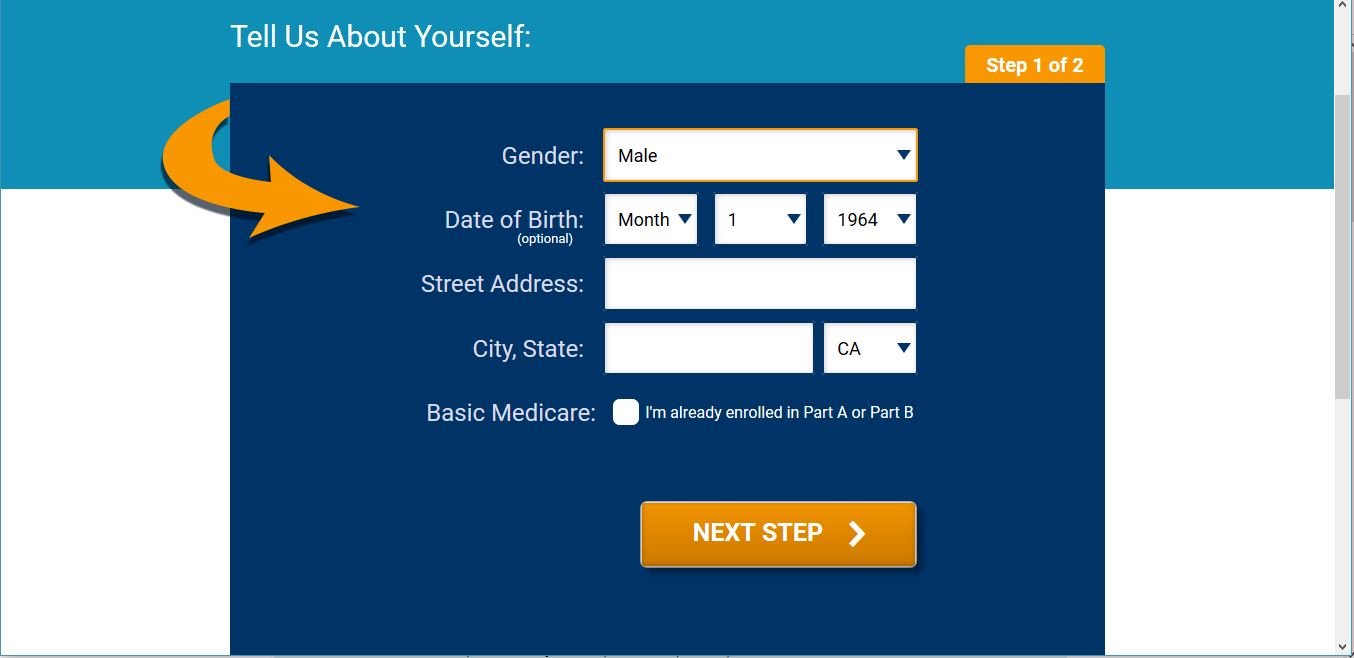 Tell Us About Yourself:
Step 1 of 2
Gender: Male
Date of Birth: Month 1 1964
(optional)
Street Address:
City, State: CA
Basic Medicare: I'm already enrolled in Part A or Part B
NEXT STEP